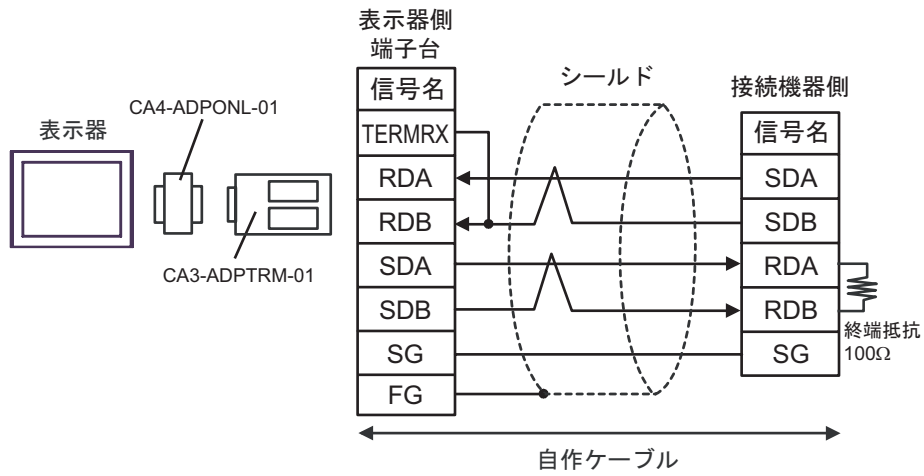 表示器側
端子台
信号名
TERMRX
RDA
RDB
SDA
SDB
SG
FG
シールド
接続機器側
信号名
SDA
SDB
RDA
RDB
SG
終端抵抗
100Ω
表示器
CA4-ADPONL-01
CA3-ADPTRM-01
自作ケーブル